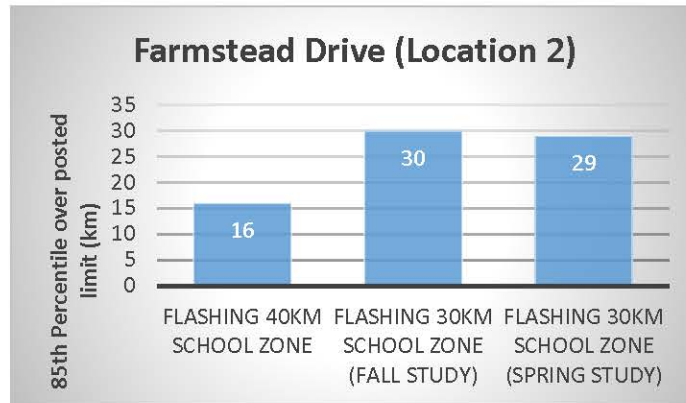 Farmstead Drive (Location 2)
85th Percentile over posted
limit (km)
35
30
25
20
15
10
5
0
16
30
29
FLASHING 40KM
SCHOOL ZONE
FLASHING 30KM
SCHOOL ZONE
(FALL STUDY)
FLASHING 30KM
SCHOOL ZONE
(SPRING STUDY)